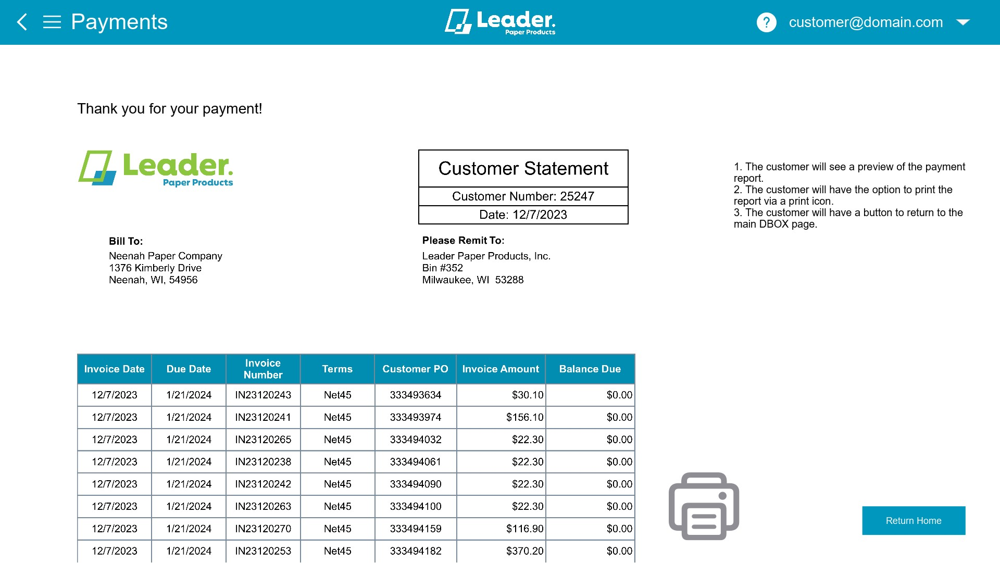 Payments
Leader.
Paper Products
?
customer@domain.com
Thank you for your payment!
Leader.
Paper Products
Customer Statement
Customer Number: 25247
Date: 12/7/2023
1. The customer will see a preview of the payment
report.
2. The customer will have the option to print the
report via a print icon.
3. The customer will have a button to return to the
main DBOX page.
Bill To:
Neenah Paper Company
1376 Kimberly Drive
Neenah, WI, 54956
Please Remit To:
Leader Paper Products, Inc.
Bin #352
Milwaukee, WI  53288
Invoice Date Due Date Invoice Number Terms Customer PO Invoice Amount Balance Due
12/7/2023 1/21/2024 IN23120243 Net45 333493634 $30.10 $0.00
12/7/2023 1/21/2024 IN23120241 Net45 333493974 $156.10 $0.00
12/7/2023 1/21/2024 IN23120265 Net45 333494032 $22.30 $0.00
12/7/2023 1/21/2024 IN23120238 Net45 333494061 $22.30 $0.00
12/7/2023 1/21/2024 IN23120242 Net45 333494090 $22.30 $0.00
12/7/2023 1/21/2024 IN23120263 Net45 333494100 $22.30 $0.00
12/7/2023 1/21/2024 IN23120270 Net45 333494159 $116.90 $0.00
12/7/2023 1/21/2024 IN23120253 Net45 333494182 $370.20 $0.00
Return Home